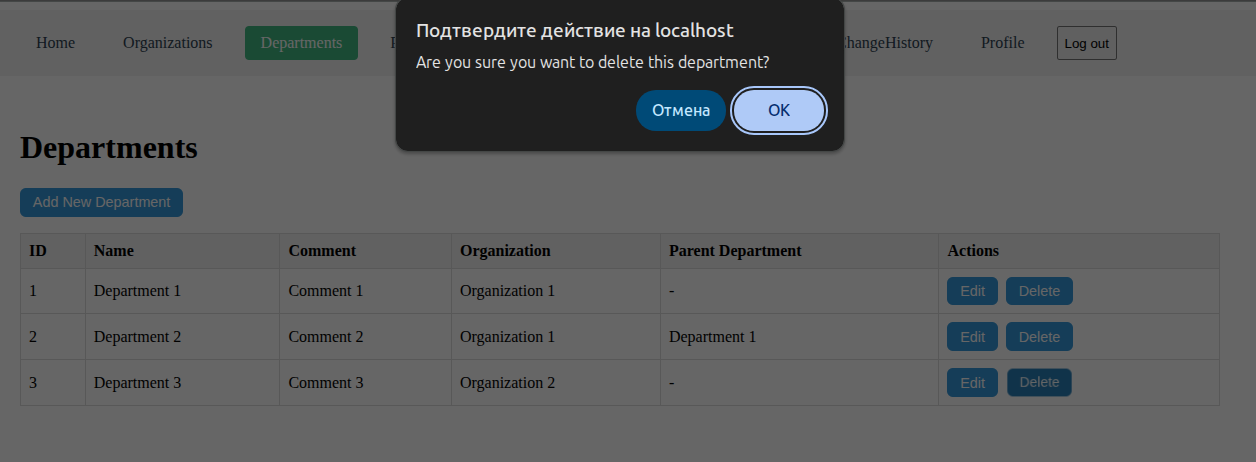 Подтвердите действие на localhost
Are you sure you want to delete this department?
Отмена OK
Home Organizations Departments ChangeHistory Profile Log out
Departments
Add New Department
ID Name Comment Organization Parent Department Actions
1 Department 1 Comment 1 Organization 1 - Edit Delete
2 Department 2 Comment 2 Organization 1 Department 1 Edit Delete
3 Department 3 Comment 3 Organization 2 - Edit Delete